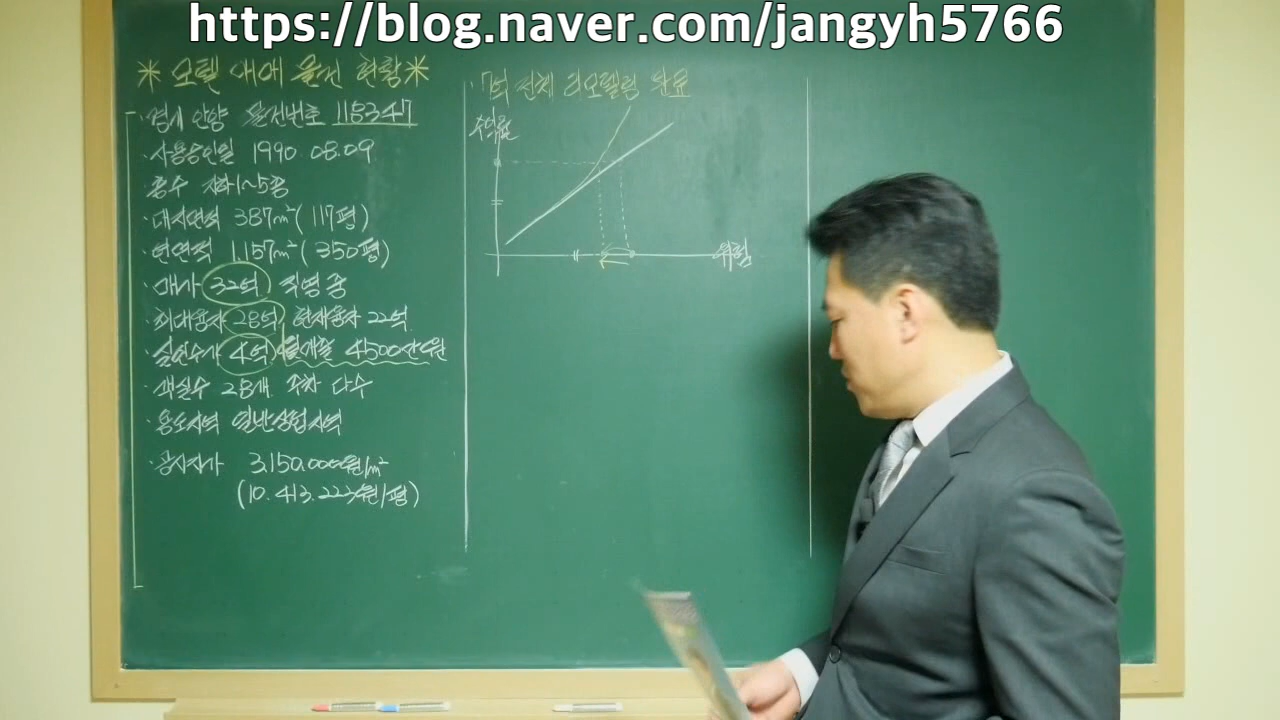 https://blog.naver.com/jangyh5766
* 모텔 매매 물건 현황 *
· 경기 안양 물건번호 118347
· 사용승인일 1990.08.09
· 층수 지하1~5층
· 대지면적 387m² (117평)
· 연면적 1.157m² (350평)
· 매가 32억 직영 중
· 최대융자 28억 현재융자 22억
· 실인수가 4억 월매출 4500만원
· 객실수 28개 주차 다수
· 용도지역 일반상업지역
· 공시지가 3.150.000원/m²
(10.413.223원/평)
· 7억 전체 리모델링 완료
수익률
위험